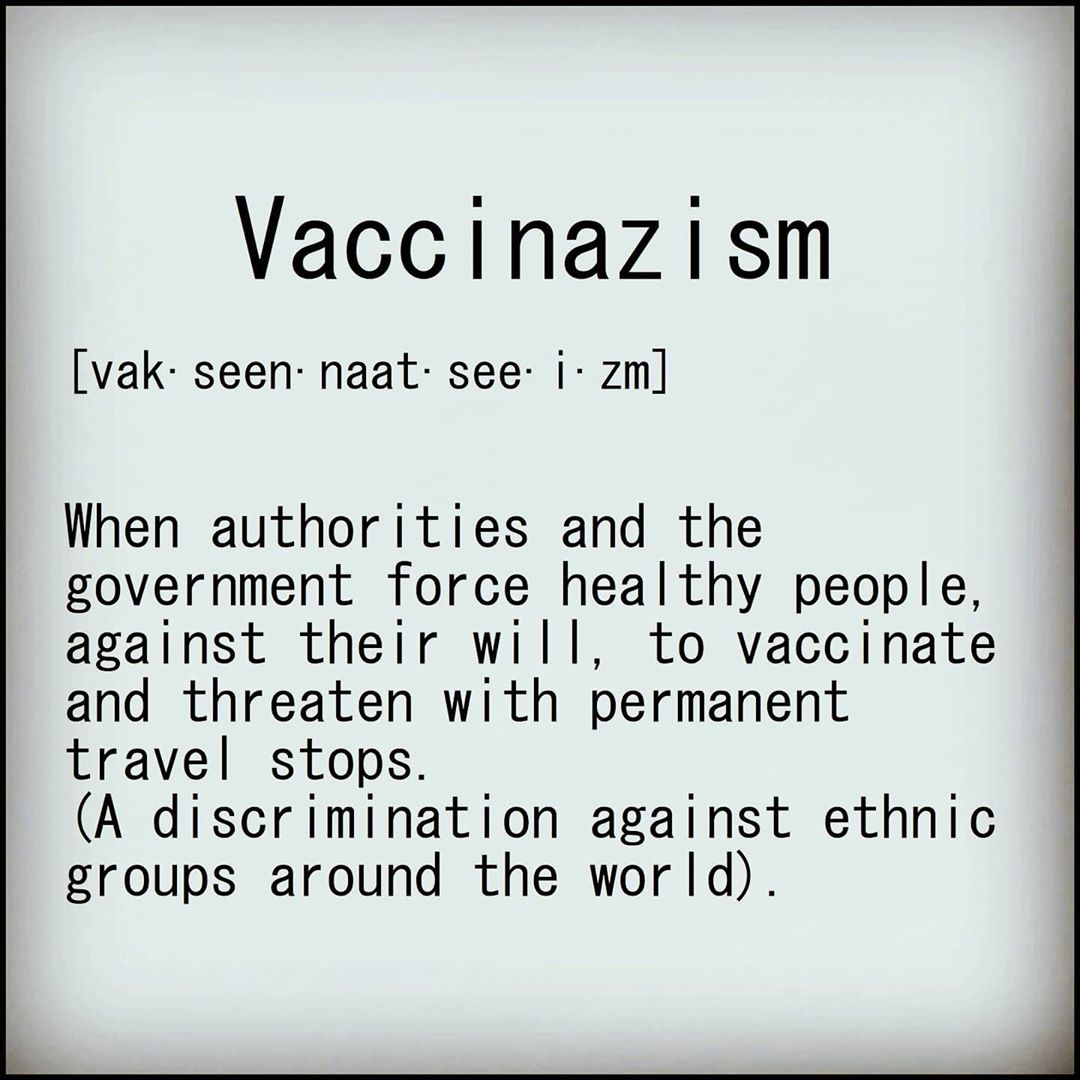 Vaccinazism
[vak· seen· naat· see· i· zm]
When authorities and the
government force healthy people,
against their will, to vaccinate
and threaten with permanent
travel stops.
(A discrimination against ethnic
groups around the world).